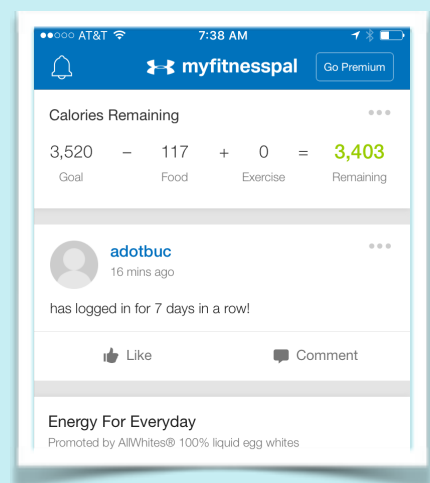 AT&T 7:38 AM
myfitnesspal Go Premium
Calories Remaining
3,520 – 117 + 0 = 3,403
Goal Food Exercise Remaining
adotbuc
16 mins ago
has logged in for 7 days in a row!
Like Comment
Energy For Everyday
Promoted by AllWhites® 100% liquid egg whites